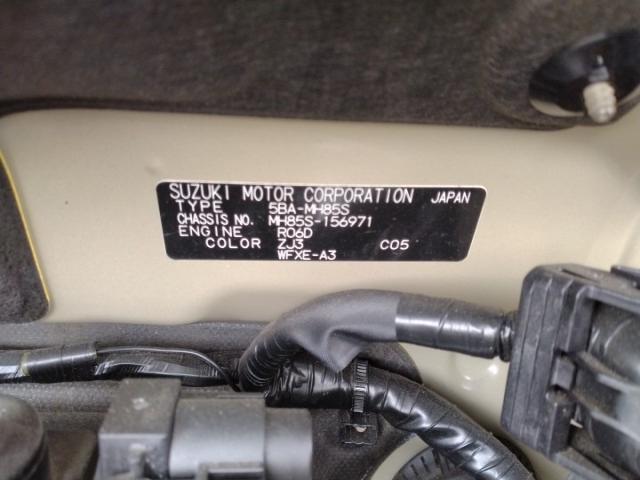 SUZUKI MOTOR CORPORATION JAPAN
TYPE 5BA-MH85S
CHASSIS NO. MH85S-156971
ENGINE R06D
COLOR ZJ3 C05
WFXE-A3